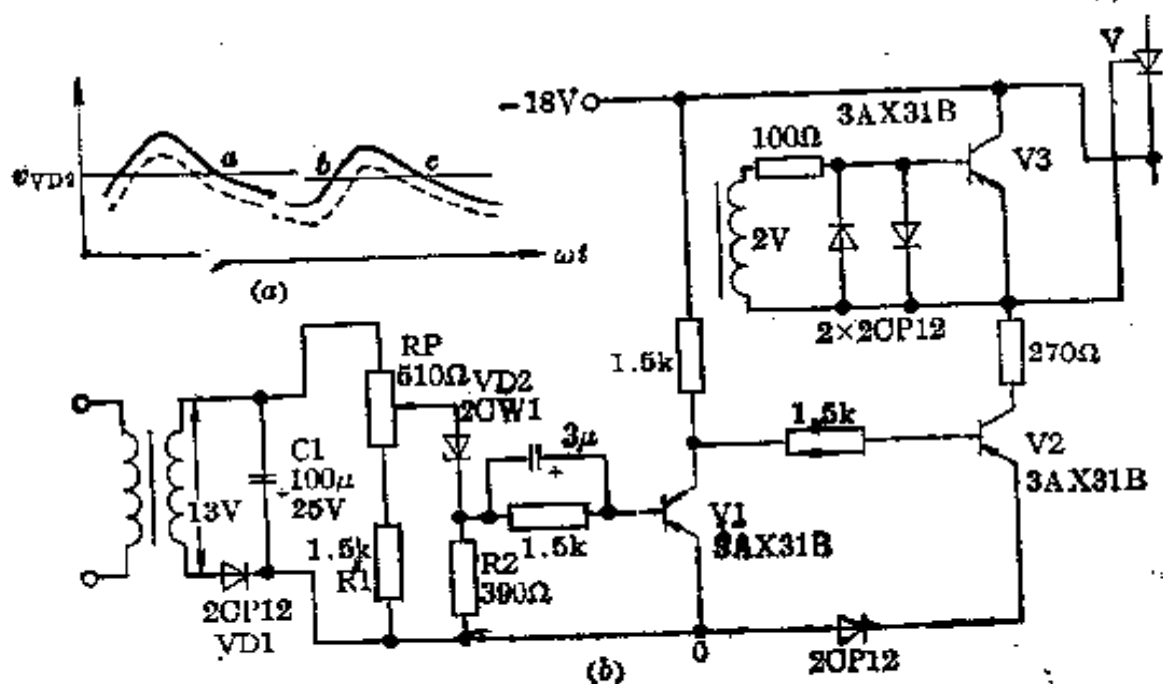 V
-18V
3AX31B
100Ω
V3
a
b
c
ωt
(a)
2V
2×2CP12
RP
510Ω
VD2
2CW1
1.5k
270Ω
C1
100μ
25V
13V
3μ
+
+
1.5k
V2
3AX31B
1.5k
R1
1.5k
R2
390Ω
V1
3AX31B
2CP12
VD1
0
2CP12
(b)